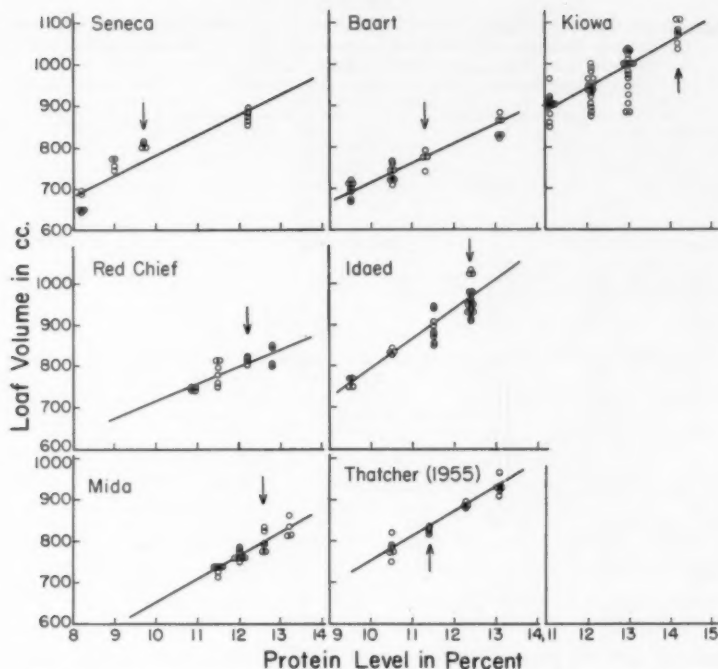 Seneca
Baart
Kiowa
1100
1000
900
800
700
600
Red Chief
Idaed
1000
900
800
700
600
Mida
Thatcher (1955)
1000
900
800
700
600
8 9 10 11 12 13 14
9 10 11 12 13 14
11 12 13 14 15
Loaf Volume in cc.
Protein Level in Percent